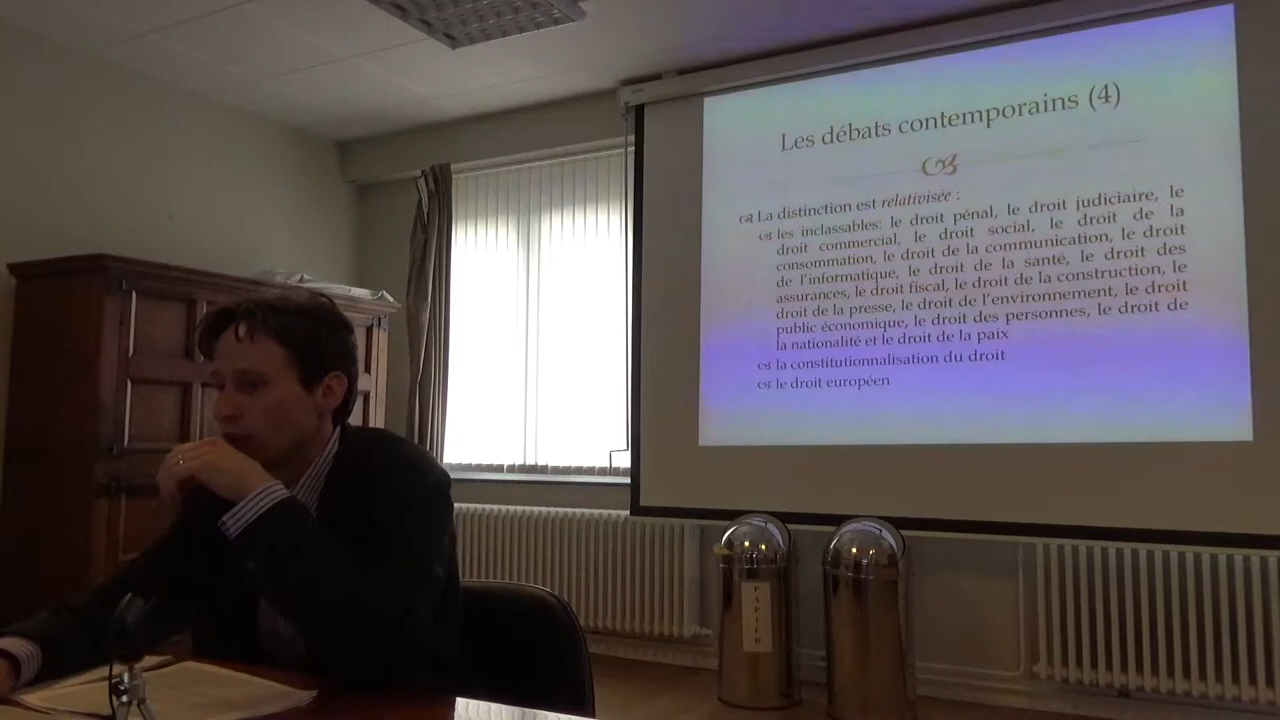 Les débats contemporains (4)
La distinction est relativisée :
les inclassables: le droit pénal, le droit judiciaire, le
droit commercial, le droit social, le droit de la
consommation, le droit de la communication, le droit
de l'informatique, le droit de la santé, le droit des
assurances, le droit fiscal, le droit de la construction, le
droit de la presse, le droit de l'environnement, le droit
public économique, le droit des personnes, le droit de
la nationalité et le droit de la paix
la constitutionnalisation du droit
le droit européen
PAPIER